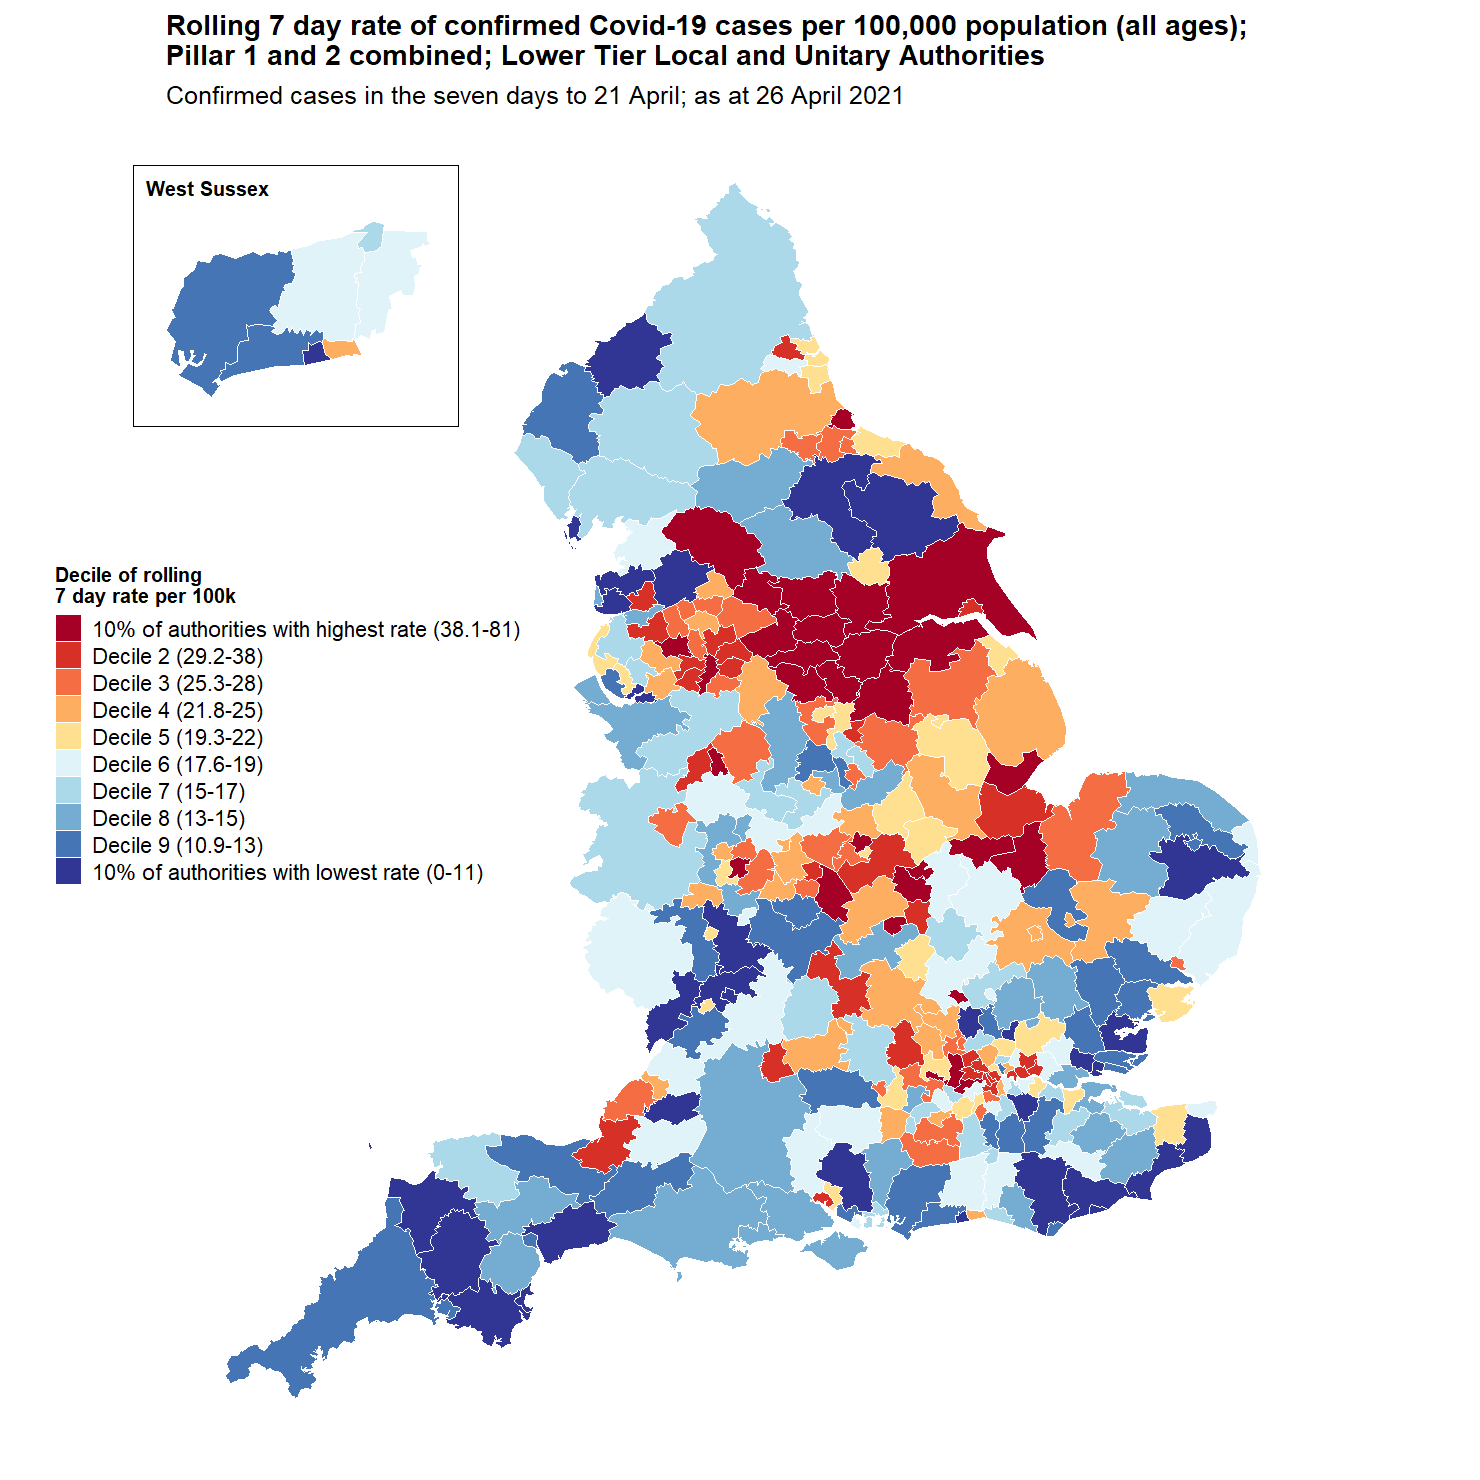 Rolling 7 day rate of confirmed Covid-19 cases per 100,000 population (all ages);
Pillar 1 and 2 combined; Lower Tier Local and Unitary Authorities
Confirmed cases in the seven days to 21 April; as at 26 April 2021
West Sussex
Decile of rolling
7 day rate per 100k
10% of authorities with highest rate (38.1-81)
Decile 2 (29.2-38)
Decile 3 (25.3-28)
Decile 4 (21.8-25)
Decile 5 (19.3-22)
Decile 6 (17.6-19)
Decile 7 (15-17)
Decile 8 (13-15)
Decile 9 (10.9-13)
10% of authorities with lowest rate (0-11)